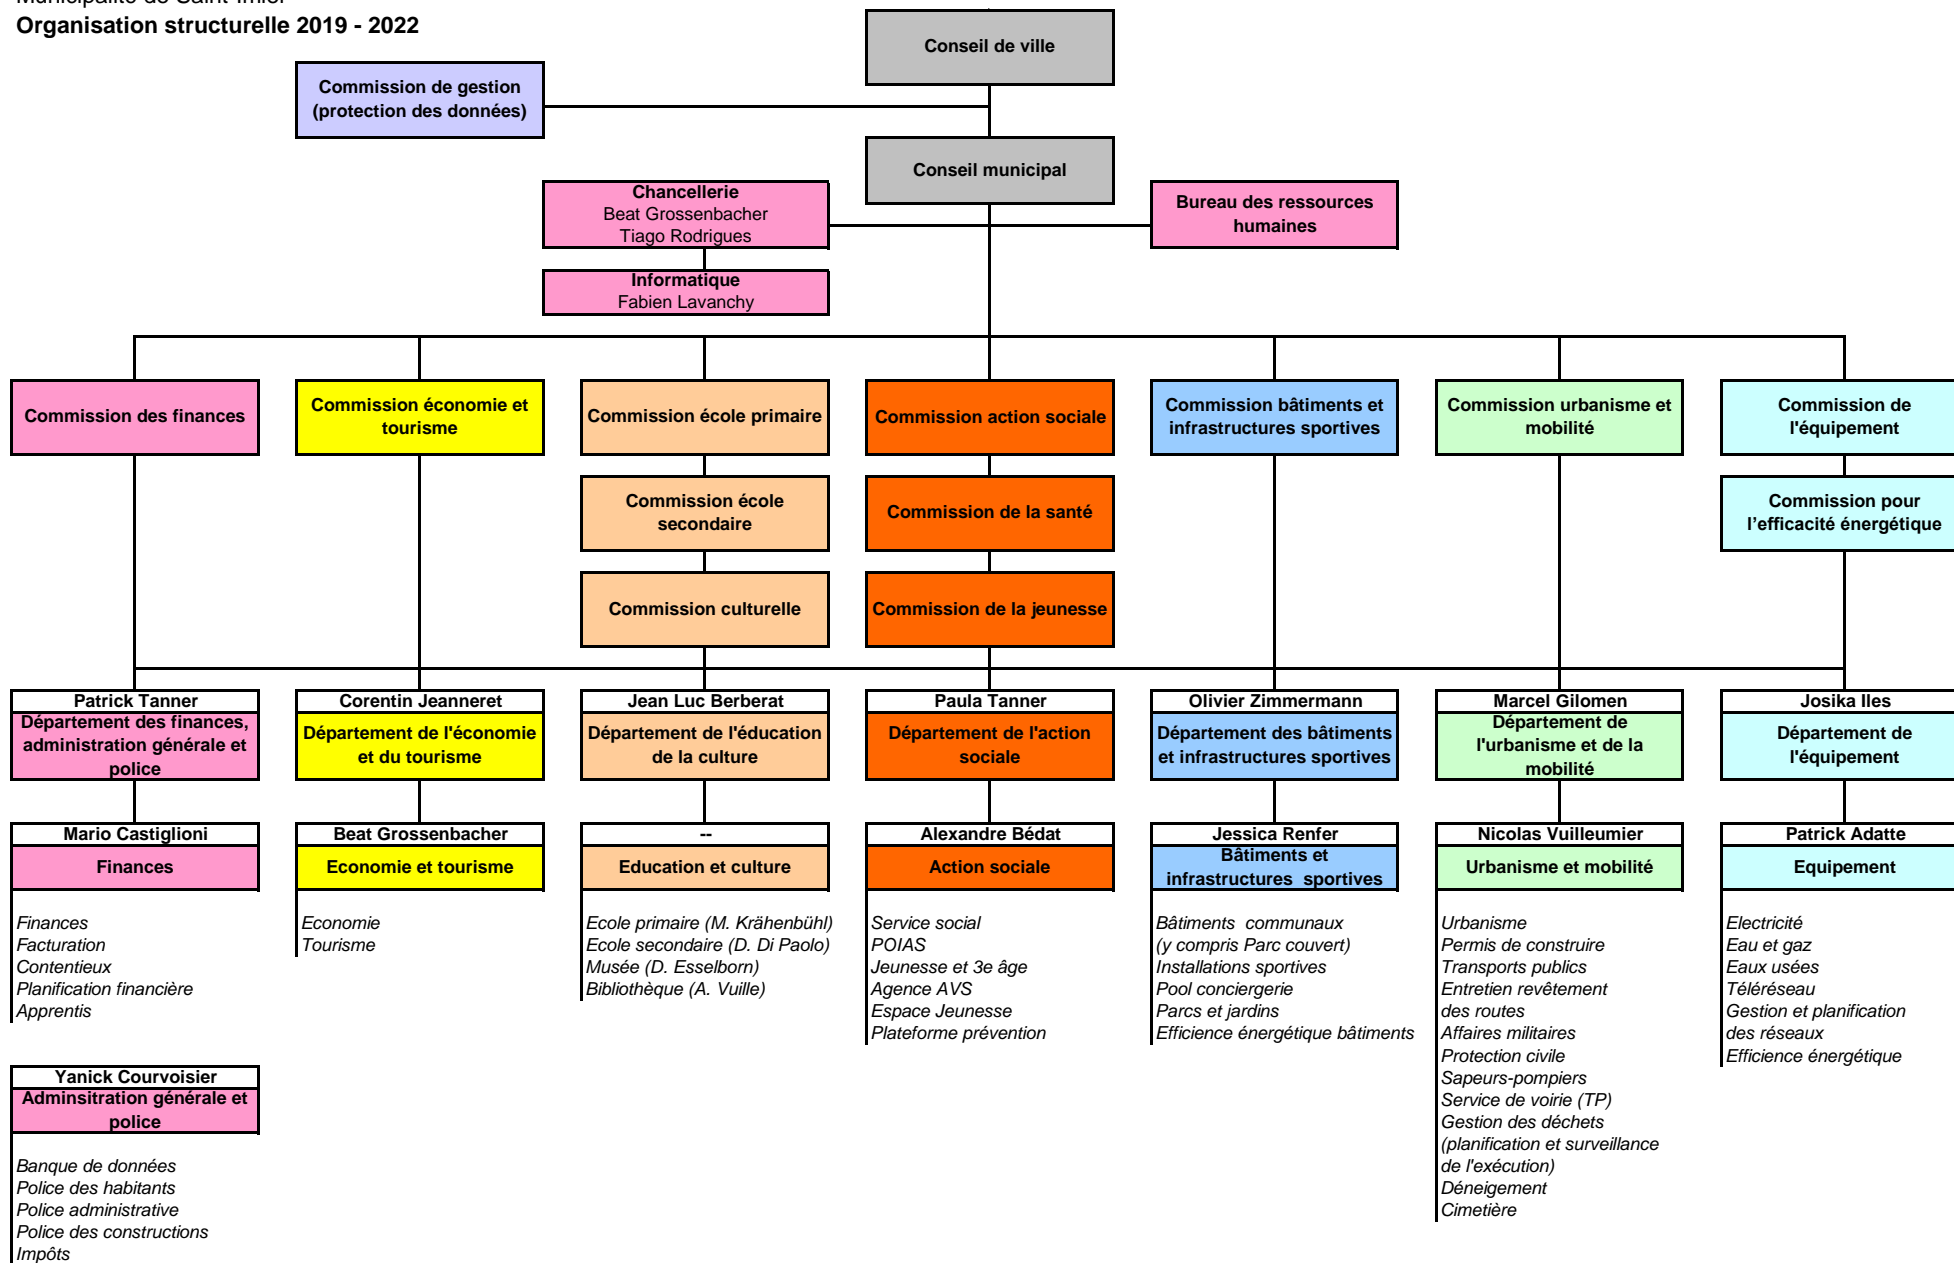 Municipalité de Saint-Imier
Organisation structurelle 2019 - 2022
Conseil de ville
Commission de gestion
(protection des données)
Conseil municipal
Chancellerie
Beat Grossenbacher
Tiago Rodrigues
Bureau des ressources
humaines
Informatique
Fabien Lavanchy
Commission des finances
Commission économie et
tourisme
Commission école primaire
Commission action sociale
Commission bâtiments et
infrastructures sportives
Commission urbanisme et
mobilité
Commission de
l'équipement
Commission école
secondaire
Commission de la santé
Commission pour
l’efficacité énergétique
Commission culturelle
Commission de la jeunesse
Patrick Tanner
Département des finances,
administration générale et
police
Corentin Jeanneret
Département de l'économie
et du tourisme
Jean Luc Berberat
Département de l'éducation
de la culture
Paula Tanner
Département de l'action
sociale
Olivier Zimmermann
Département des bâtiments
et infrastructures sportives
Marcel Gilomen
Département de
l'urbanisme et de la
mobilité
Josika Iles
Département de
l'équipement
Mario Castiglioni
Finances
Finances
Facturation
Contentieux
Planification financière
Apprentis
Beat Grossenbacher
Economie et tourisme
Economie
Tourisme
--
Education et culture
Ecole primaire (M. Krähenbühl)
Ecole secondaire (D. Di Paolo)
Musée (D. Esselborn)
Bibliothèque (A. Vuille)
Alexandre Bédat
Action sociale
Service social
POIAS
Jeunesse et 3e âge
Agence AVS
Espace Jeunesse
Plateforme prévention
Jessica Renfer
Bâtiments et
infrastructures  sportives
Bâtiments  communaux
(y compris Parc couvert)
Installations sportives
Pool conciergerie
Parcs et jardins
Efficience énergétique bâtiments
Nicolas Vuilleumier
Urbanisme et mobilité
Urbanisme
Permis de construire
Transports publics
Entretien revêtement
des routes
Affaires militaires
Protection civile
Sapeurs-pompiers
Service de voirie (TP)
Gestion des déchets
(planification et surveillance
de l'exécution)
Déneigement
Cimetière
Patrick Adatte
Equipement
Electricité
Eau et gaz
Eaux usées
Téléréseau
Gestion et planification
des réseaux
Efficience énergétique
Yanick Courvoisier
Adminsitration générale et
police
Banque de données
Police des habitants
Police administrative
Police des constructions
Impôts